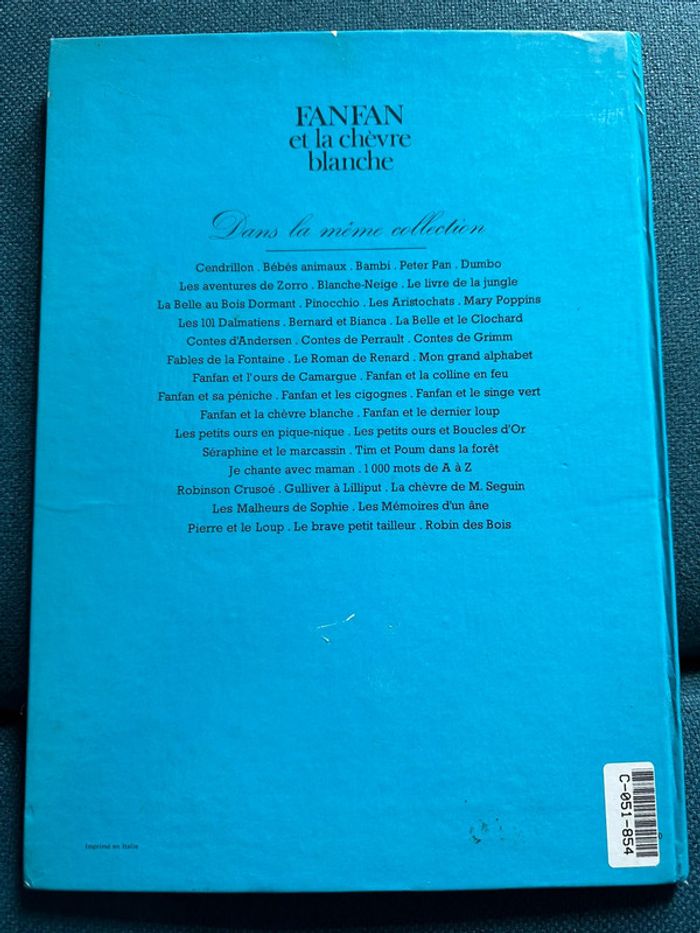 FANFAN
et la chèvre
blanche
Dans la même collection
Cendrillon . Bébés animaux . Bambi . Peter Pan . Dumbo
Les aventures de Zorro . Blanche-Neige . Le livre de la jungle
La Belle au Bois Dormant . Pinocchio . Les Aristochats . Mary Poppins
Les 101 Dalmatiens . Bernard et Bianca . La Belle et le Clochard
Contes d'Andersen . Contes de Perrault . Contes de Grimm
Fables de la Fontaine . Le Roman de Renard . Mon grand alphabet
Fanfan et l'ours de Camargue . Fanfan et la colline en feu
Fanfan et sa péniche . Fanfan et les cigognes . Fanfan et le singe vert
Fanfan et la chèvre blanche . Fanfan et le dernier loup
Les petits ours en pique-nique . Les petits ours et Boucles d'Or
Séraphine et le marcassin . Tim et Poum dans la forêt
Je chante avec maman . 1 000 mots de A à Z
Robinson Crusoé . Gulliver à Lilliput . La chèvre de M. Seguin
Les Malheurs de Sophie . Les Mémoires d'un âne
Pierre et le Loup . Le brave petit tailleur . Robin des Bois
C-051-854
Imprimé en Italie